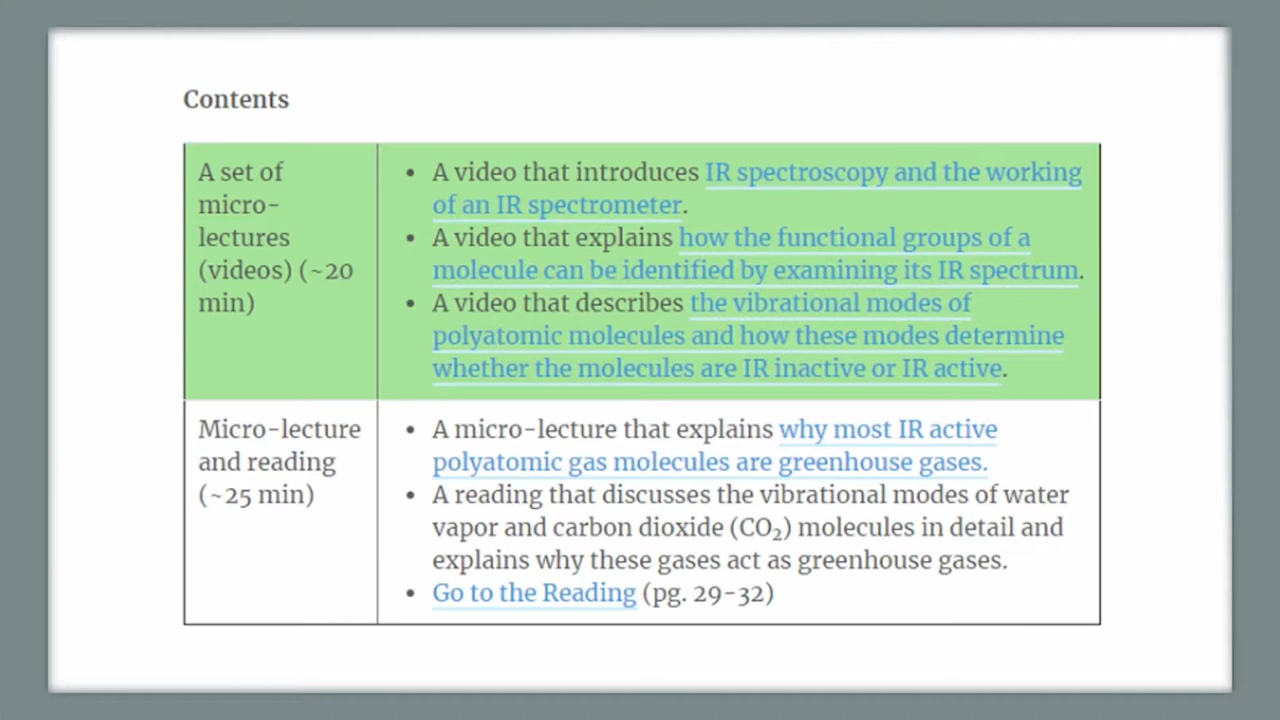 Contents
A set of
micro-
lectures
(videos) (~20
min)
• A video that introduces IR spectroscopy and the working
of an IR spectrometer.
• A video that explains how the functional groups of a
molecule can be identified by examining its IR spectrum.
• A video that describes the vibrational modes of
polyatomic molecules and how these modes determine
whether the molecules are IR inactive or IR active.
Micro-lecture
and reading
(~25 min)
• A micro-lecture that explains why most IR active
polyatomic gas molecules are greenhouse gases.
• A reading that discusses the vibrational modes of water
vapor and carbon dioxide (CO₂) molecules in detail and
explains why these gases act as greenhouse gases.
• Go to the Reading (pg. 29-32)